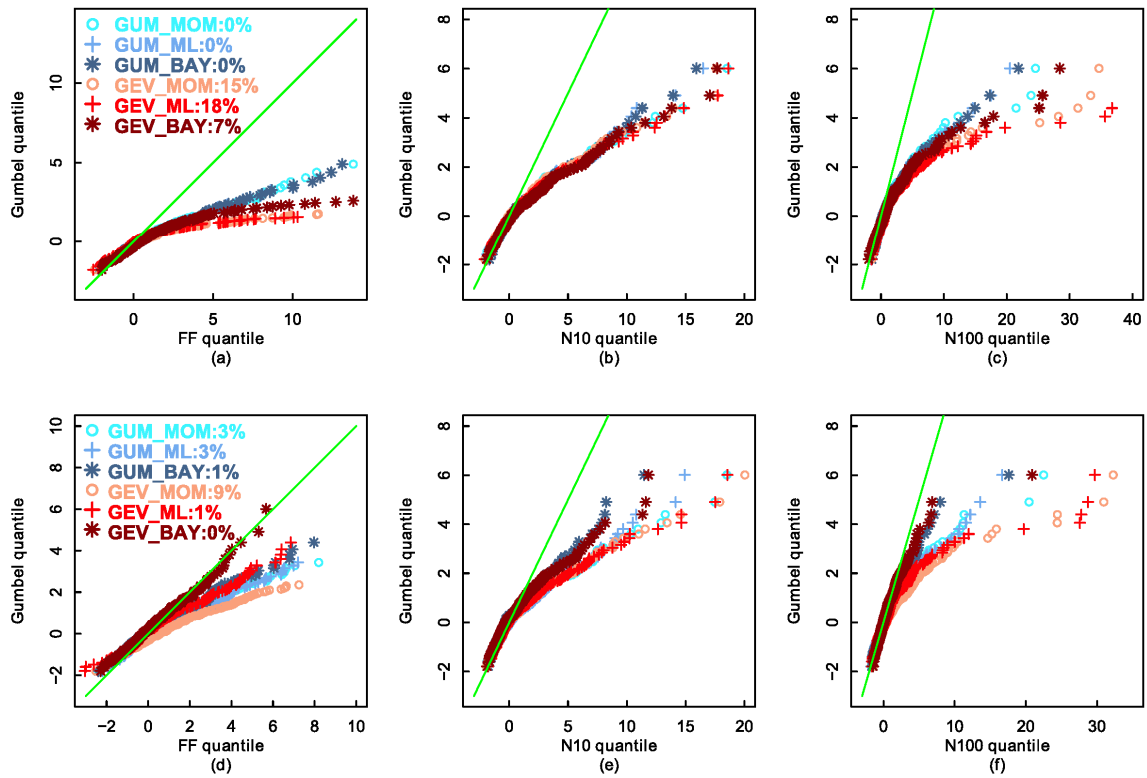 GUM_MOM:0%
GUM_ML:0%
GUM_BAY:0%
GEV_MOM:15%
GEV_ML:18%
GEV_BAY:7%
Gumbel quantile
0 5 10
0 5 10
FF quantile
(a)
Gumbel quantile
−2 0 2 4 6 8
0 5 10 15 20
N10 quantile
(b)
Gumbel quantile
−2 0 2 4 6 8
0 10 20 30 40
N100 quantile
(c)
GUM_MOM:3%
GUM_ML:3%
GUM_BAY:1%
GEV_MOM:9%
GEV_ML:1%
GEV_BAY:0%
Gumbel quantile
−2 0 2 4 6 8 10
−2 0 2 4 6 8 10
FF quantile
(d)
Gumbel quantile
−2 0 2 4 6 8
0 5 10 15 20
N10 quantile
(e)
Gumbel quantile
−2 0 2 4 6 8
0 10 20 30
N100 quantile
(f)